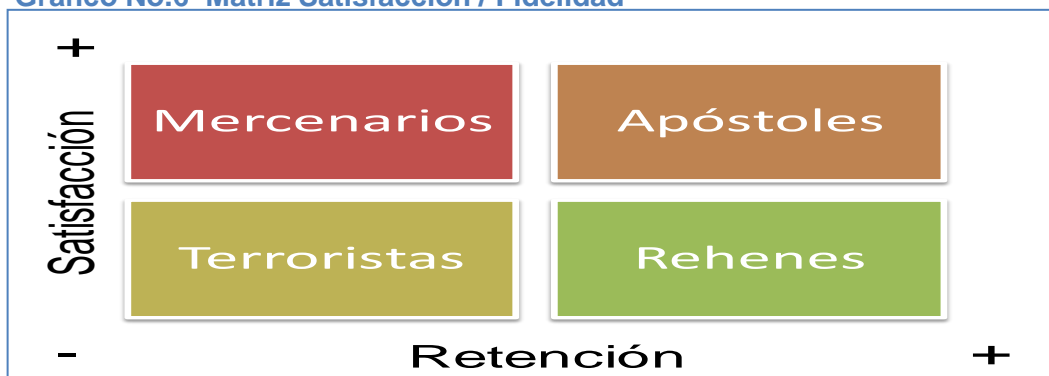 Gráfico No.6 Matriz Satisfacción / Fidelidad
+
Satisfacción
Mercenarios Apóstoles
Terroristas Rehenes
- Retención +